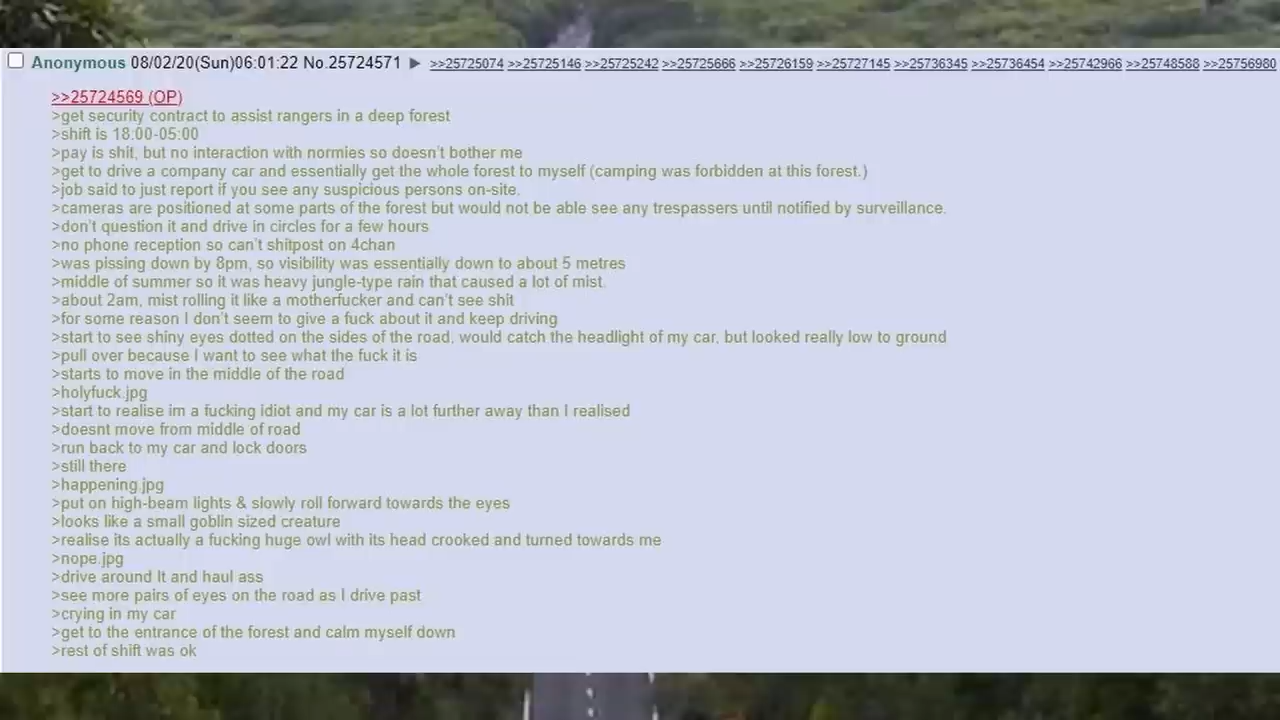 Anonymous 08/02/20(Sun)06:01:22 No.25724571 ▶ >>25725074 >>25725146 >>25725242 >>25725666 >>25726159 >>25727145 >>25736345 >>25736454 >>25742966 >>25748588 >>25756980
>>25724569 (OP)
>get security contract to assist rangers in a deep forest
>shift is 18:00-05:00
>pay is shit, but no interaction with normies so doesn't bother me
>get to drive a company car and essentially get the whole forest to myself (camping was forbidden at this forest.)
>job said to just report if you see any suspicious persons on-site.
>cameras are positioned at some parts of the forest but would not be able see any trespassers until notified by surveillance.
>don't question it and drive in circles for a few hours
>no phone reception so can't shitpost on 4chan
>was pissing down by 8pm, so visibility was essentially down to about 5 metres
>middle of summer so it was heavy jungle-type rain that caused a lot of mist.
>about 2am, mist rolling it like a motherfucker and can't see shit
>for some reason I don't seem to give a fuck about it and keep driving
>start to see shiny eyes dotted on the sides of the road, would catch the headlight of my car, but looked really low to ground
>pull over because I want to see what the fuck it is
>starts to move in the middle of the road
>holyfuck.jpg
>start to realise im a fucking idiot and my car is a lot further away than I realised
>doesnt move from middle of road
>run back to my car and lock doors
>still there
>happening.jpg
>put on high-beam lights & slowly roll forward towards the eyes
>looks like a small goblin sized creature
>realise its actually a fucking huge owl with its head crooked and turned towards me
>nope.jpg
>drive around It and haul ass
>see more pairs of eyes on the road as I drive past
>crying in my car
>get to the entrance of the forest and calm myself down
>rest of shift was ok